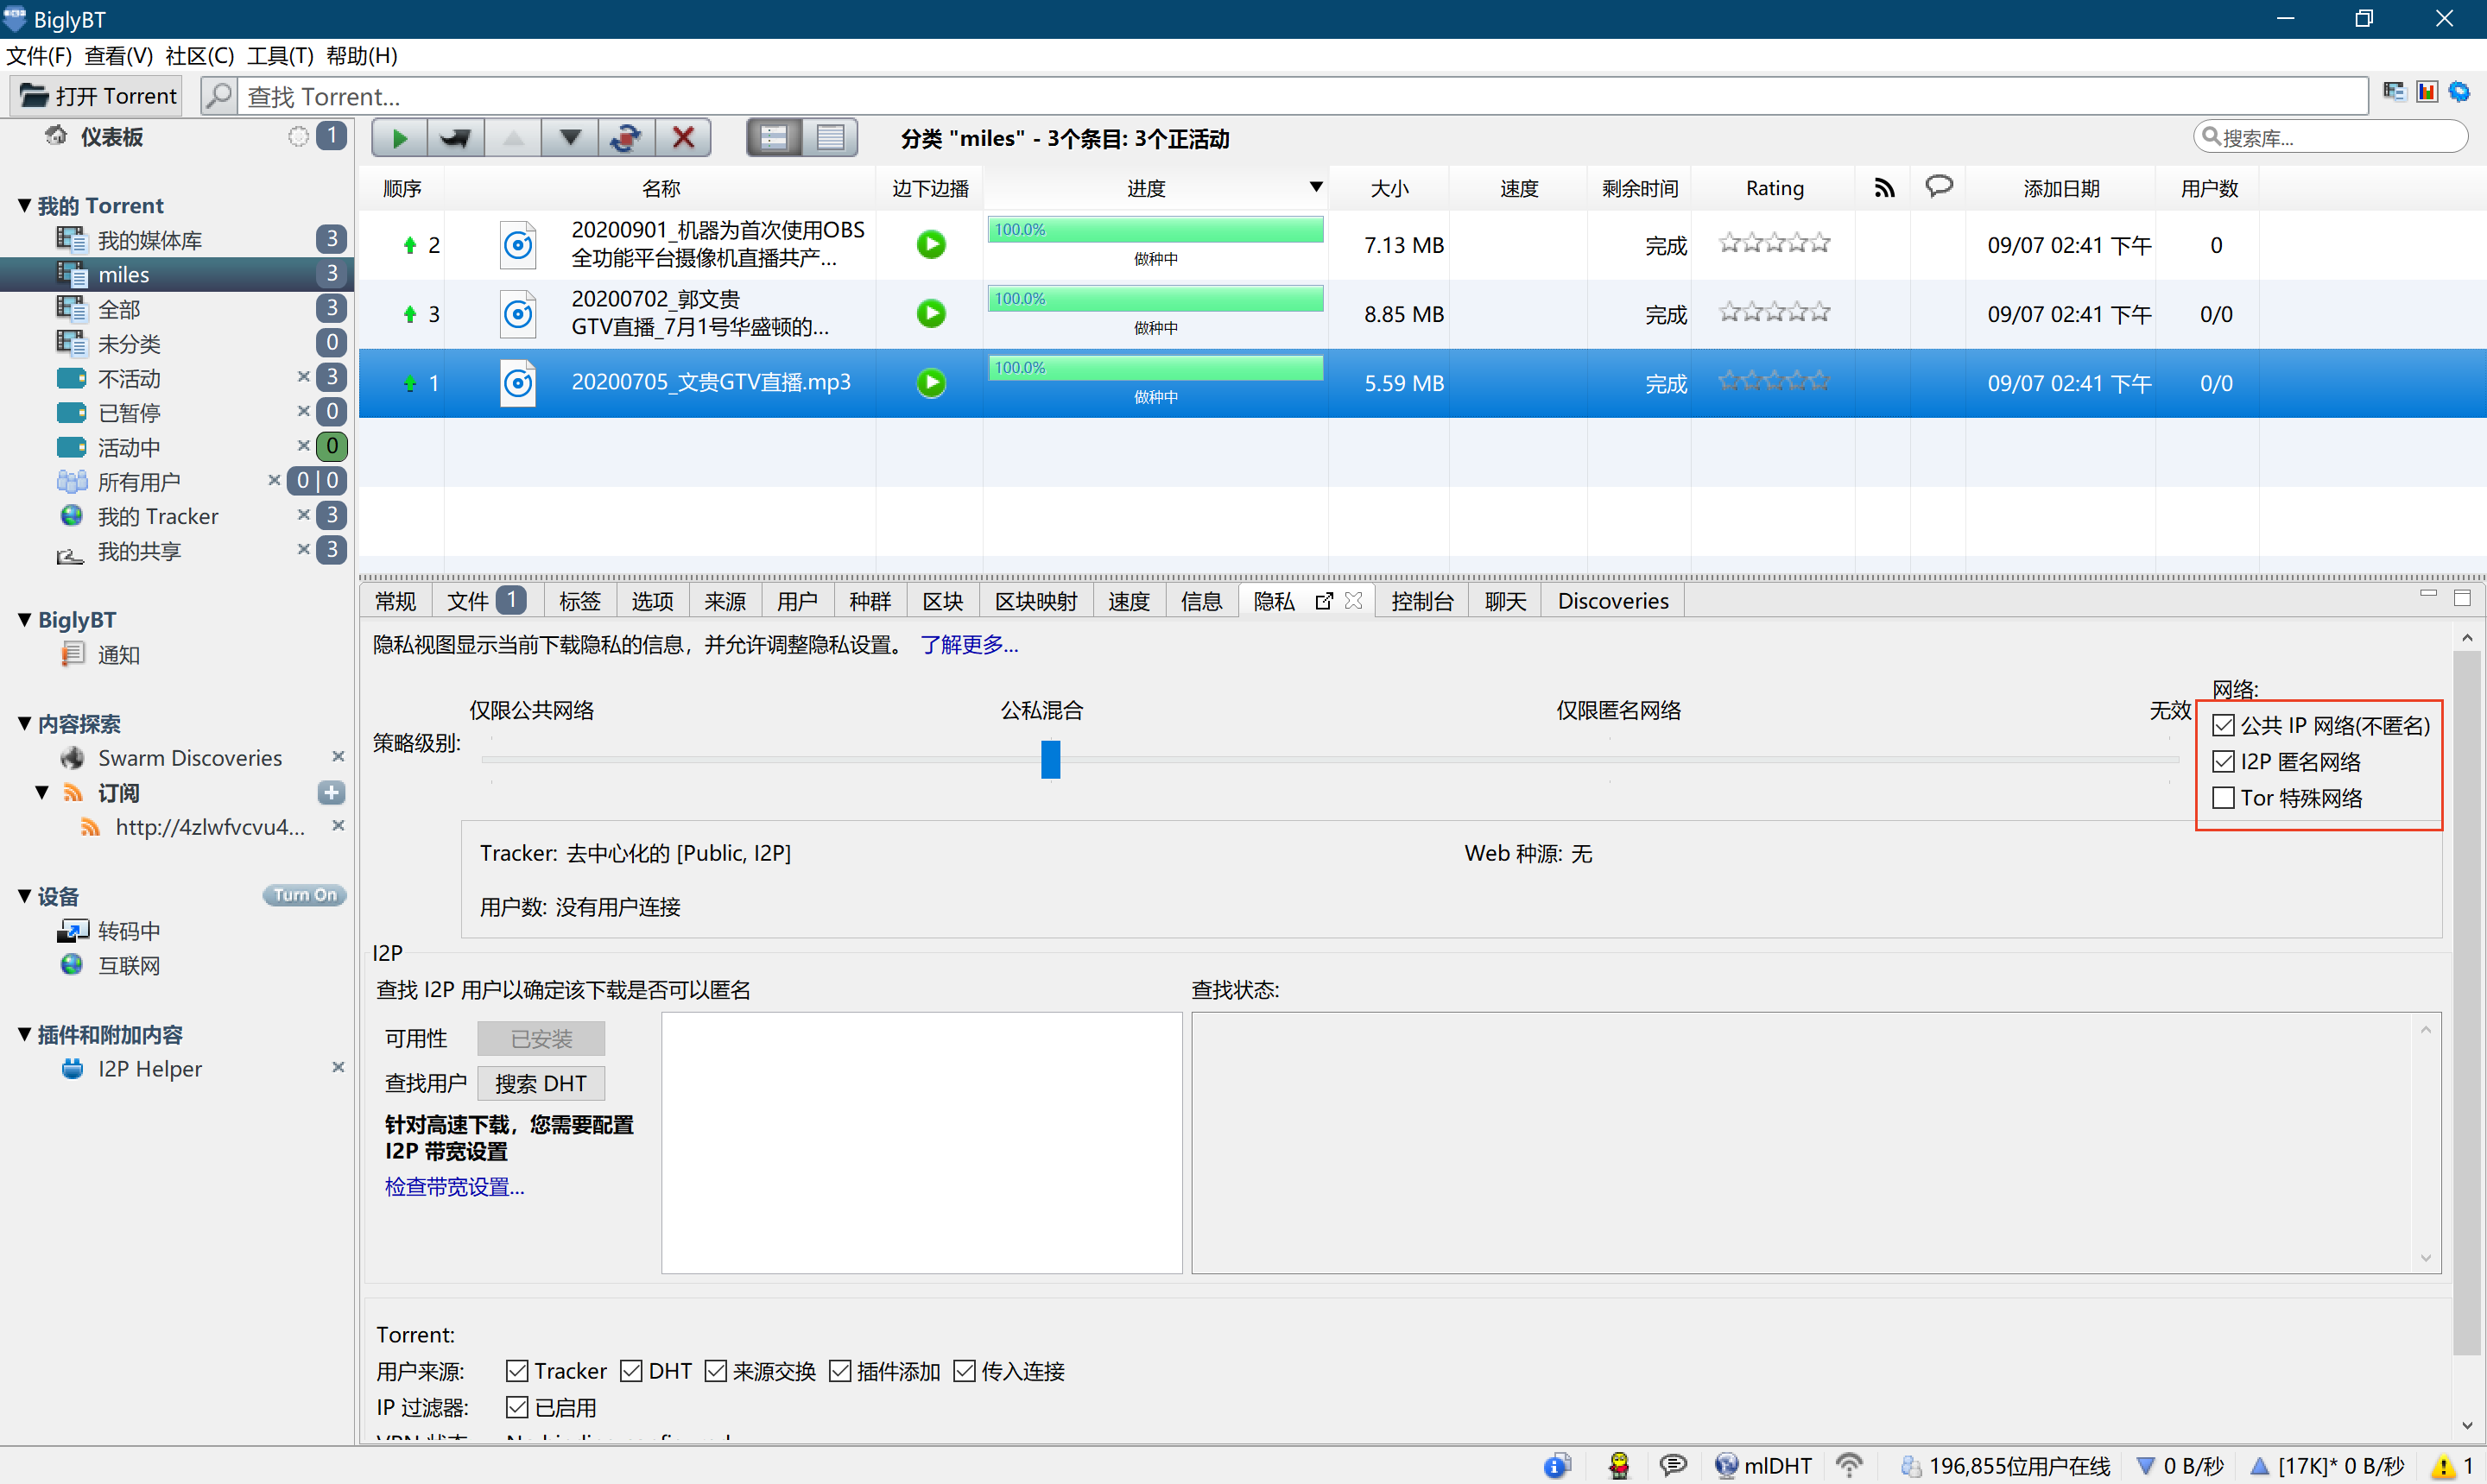 BiglyBT
文件(F) 查看(V) 社区(C) 工具(T) 帮助(H)
打开 Torrent
查找 Torrent...
仪表板 1
分类 "miles" - 3个条目: 3个正活动
搜索库...
我的 Torrent
我的媒体库 3
miles 3
全部 3
未分类 0
不活动 3
已暂停 0
活动中 0
所有用户 0 | 0
我的 Tracker 3
我的共享 3
BiglyBT
通知
内容探索
Swarm Discoveries
订阅
http://4zlwfvcvu4...
设备 Turn On
转码中
互联网
插件和附加内容
I2P Helper
顺序 名称 边下边播 进度 大小 速度 剩余时间 Rating 添加日期 用户数
2 20200901_机器为首次使用OBS
全功能平台摄像机直播共产... 100.0% 做种中 7.13 MB 完成 09/07 02:41 下午 0
3 20200702_郭文贵
GTV直播_7月1号华盛顿的... 100.0% 做种中 8.85 MB 完成 09/07 02:41 下午 0/0
1 20200705_文贵GTV直播.mp3 100.0% 做种中 5.59 MB 完成 09/07 02:41 下午 0/0
常规 文件 1 标签 选项 来源 用户 种群 区块 区块映射 速度 信息 隐私 控制台 聊天 Discoveries
隐私视图显示当前下载隐私的信息，并允许调整隐私设置。 了解更多...
网络:
仅限公共网络 公私混合 仅限匿名网络 无效
策略级别:
公共 IP 网络(不匿名)
I2P 匿名网络
Tor 特殊网络
Tracker: 去中心化的 [Public, I2P] Web 种源: 无
用户数: 没有用户连接
I2P
查找 I2P 用户以确定该下载是否可以匿名 查找状态:
可用性 已安装
查找用户 搜索 DHT
针对高速下载，您需要配置
I2P 带宽设置
检查带宽设置...
Torrent:
用户来源: Tracker DHT 来源交换 插件添加 传入连接
IP 过滤器: 已启用
mlDHT 196,855位用户在线 0 B/秒 [17K]* 0 B/秒 1